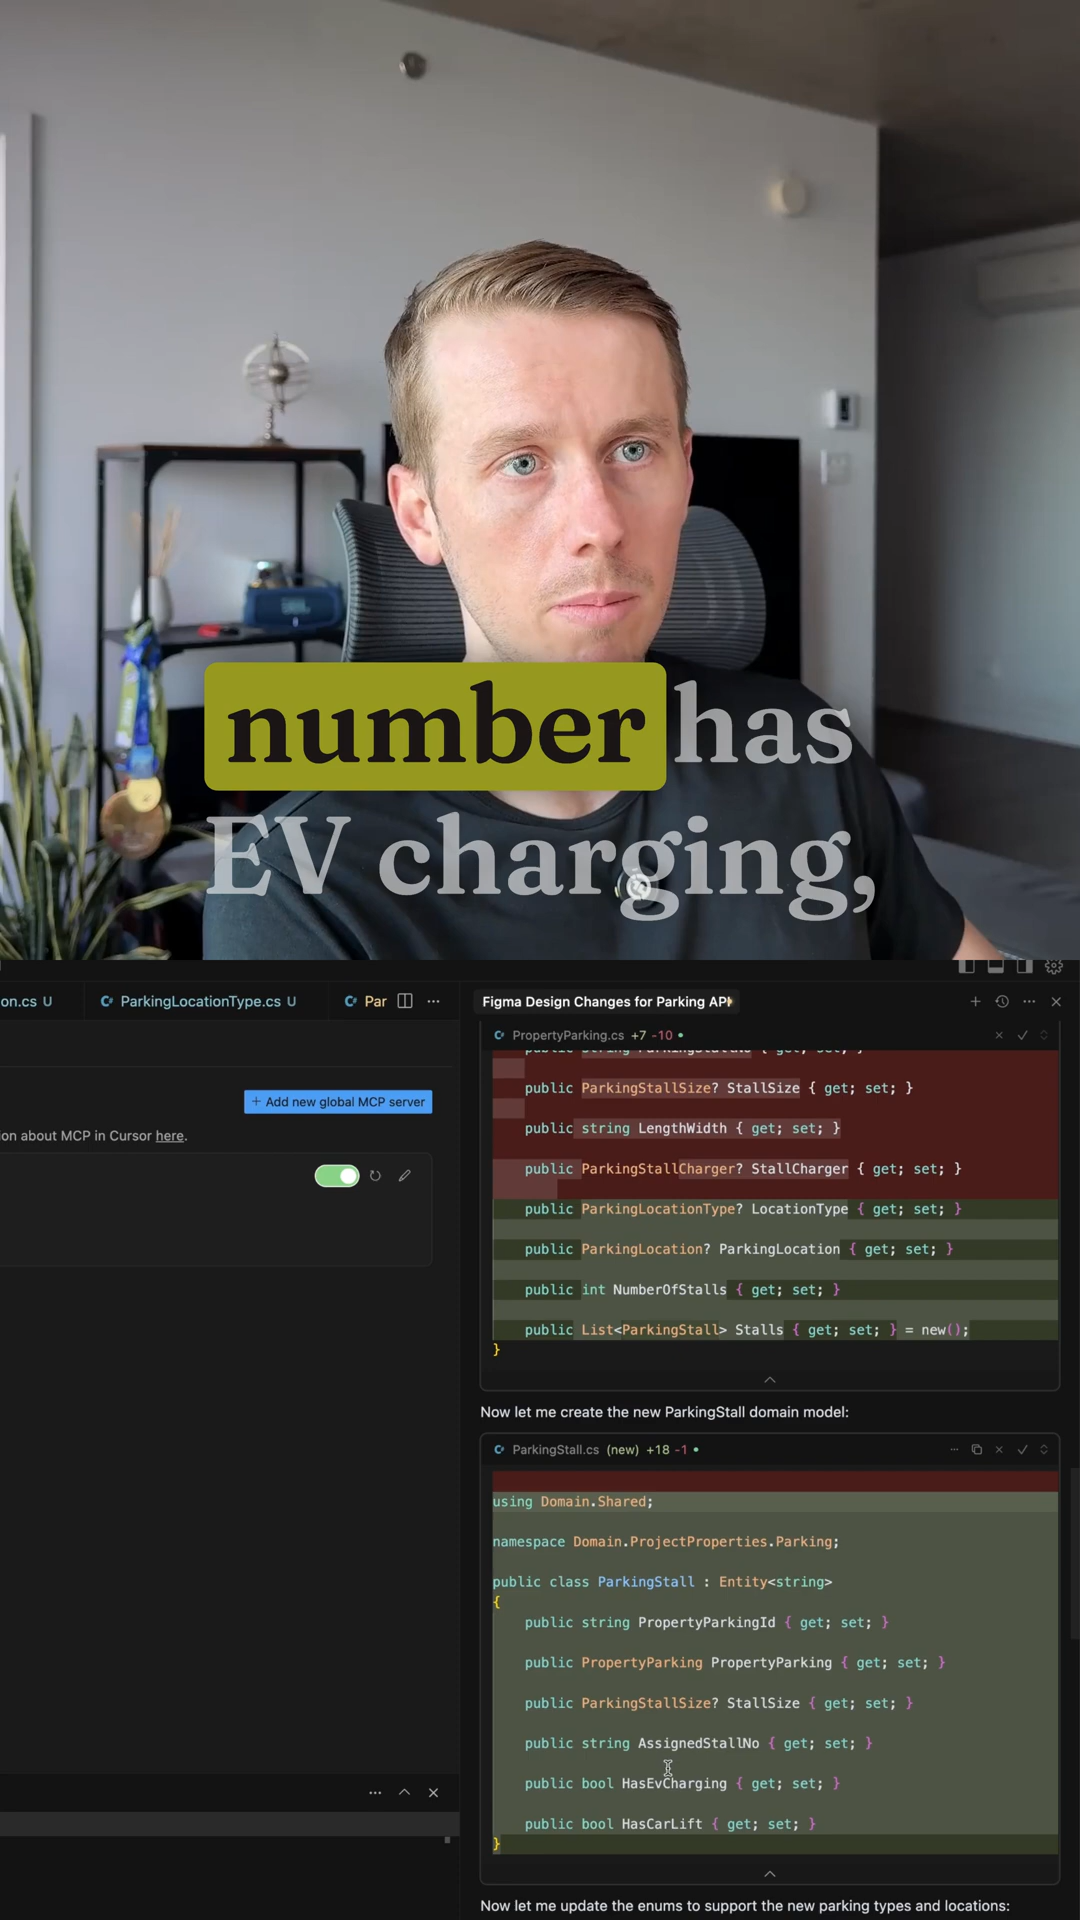 number has
EV charging,
on.cs U
ParkingLocationType.cs U
Par
Figma Design Changes for Parking API
PropertyParking.cs +7 -10
public ParkingStallSize? StallSize { get; set; }
public string LengthWidth { get; set; }
public ParkingStallCharger? StallCharger { get; set; }
public ParkingLocationType? LocationType { get; set; }
public ParkingLocation? ParkingLocation { get; set; }
public int NumberOfStalls { get; set; }
public List<ParkingStall> Stalls { get; set; } = new();
}
+ Add new global MCP server
ion about MCP in Cursor here.
Now let me create the new ParkingStall domain model:
ParkingStall.cs (new) +18 -1
using Domain.Shared;
namespace Domain.ProjectProperties.Parking;
public class ParkingStall : Entity<string>
{
public string PropertyParkingId { get; set; }
public PropertyParking PropertyParking { get; set; }
public ParkingStallSize? StallSize { get; set; }
public string AssignedStallNo { get; set; }
public bool HasEvCharging { get; set; }
public bool HasCarLift { get; set; }
}
Now let me update the enums to support the new parking types and locations: